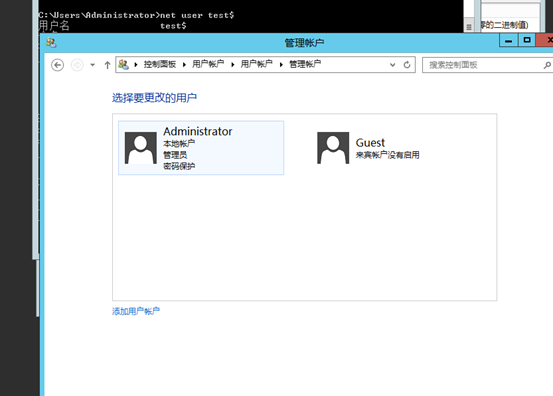 C:\Users\Administrator>net user test$
用户名 test$
零的二进制值)
管理帐户
控制面板 用户帐户 用户帐户 管理帐户
搜索控制面板
选择要更改的用户
Administrator
本地帐户
管理员
密码保护
Guest
来宾帐户没有启用
添加用户帐户